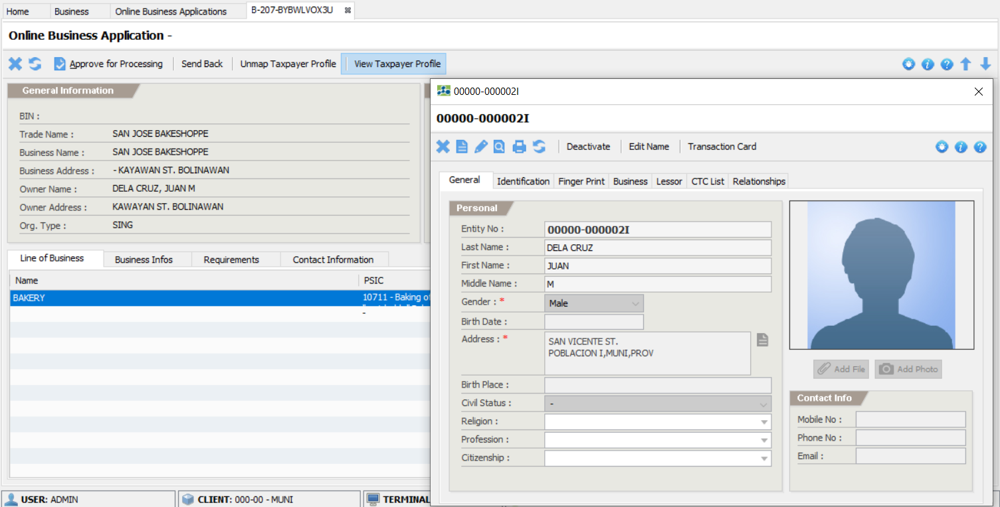 Home Business Online Business Applications B-207-BYBWLVOX3U
Online Business Application -
Approve for Processing Send Back Unmap Taxpayer Profile View Taxpayer Profile
General Information
BIN :
Trade Name : SAN JOSE BAKESHOPPE
Business Name : SAN JOSE BAKESHOPPE
Business Address : - KAYAWAN ST. BOLINAWAN
Owner Name : DELA CRUZ, JUAN M
Owner Address : KAWAYAN ST. BOLINAWAN
Org. Type : SING
Line of Business Business Infos Requirements Contact Information
Name PSIC
BAKERY 10711 - Baking of
-
USER: ADMIN CLIENT: 000-00 - MUNI TERMINAL
00000-000002I
00000-000002I
Deactivate Edit Name Transaction Card
General Identification Finger Print Business Lessor CTC List Relationships
Personal
Entity No : 00000-000002I
Last Name : DELA CRUZ
First Name : JUAN
Middle Name : M
Gender : * Male
Birth Date :
Address : * SAN VICENTE ST.
POBLACION I,MUNI,PROV
Birth Place :
Civil Status : -
Religion :
Profession :
Citizenship :
Add File Add Photo
Contact Info
Mobile No :
Phone No :
Email :